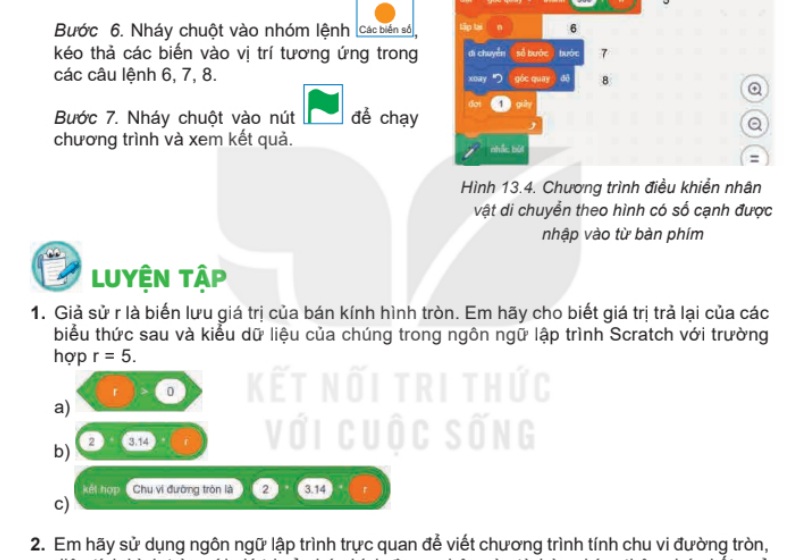 Bước 6. Nháy chuột vào nhóm lệnh Các biến số,
kéo thả các biến vào vị trí tương ứng trong
các câu lệnh 6, 7, 8.
Bước 7. Nháy chuột vào nút để chạy
chương trình và xem kết quả.
lặp lại n 6
di chuyển số bước bước 7
xoay góc quay độ 8
đợi 1 giây
nhấc bút
Hình 13.4. Chương trình điều khiển nhân
vật di chuyển theo hình có số cạnh được
nhập vào từ bàn phím
LUYỆN TẬP
1. Giả sử r là biến lưu giá trị của bán kính hình tròn. Em hãy cho biết giá trị trả lại của các
biểu thức sau và kiểu dữ liệu của chúng trong ngôn ngữ lập trình Scratch với trường
hợp r = 5.
a) r > 0
b) 2 * 3.14 * r
c) kết hợp Chu vi đường tròn là 2 * 3.14 * r
KẾT NỐI TRI THỨC
VỚI CUỘC SỐNG
2. Em hãy sử dụng ngôn ngữ lập trình trực quan để viết chương trình tính chu vi đường tròn,